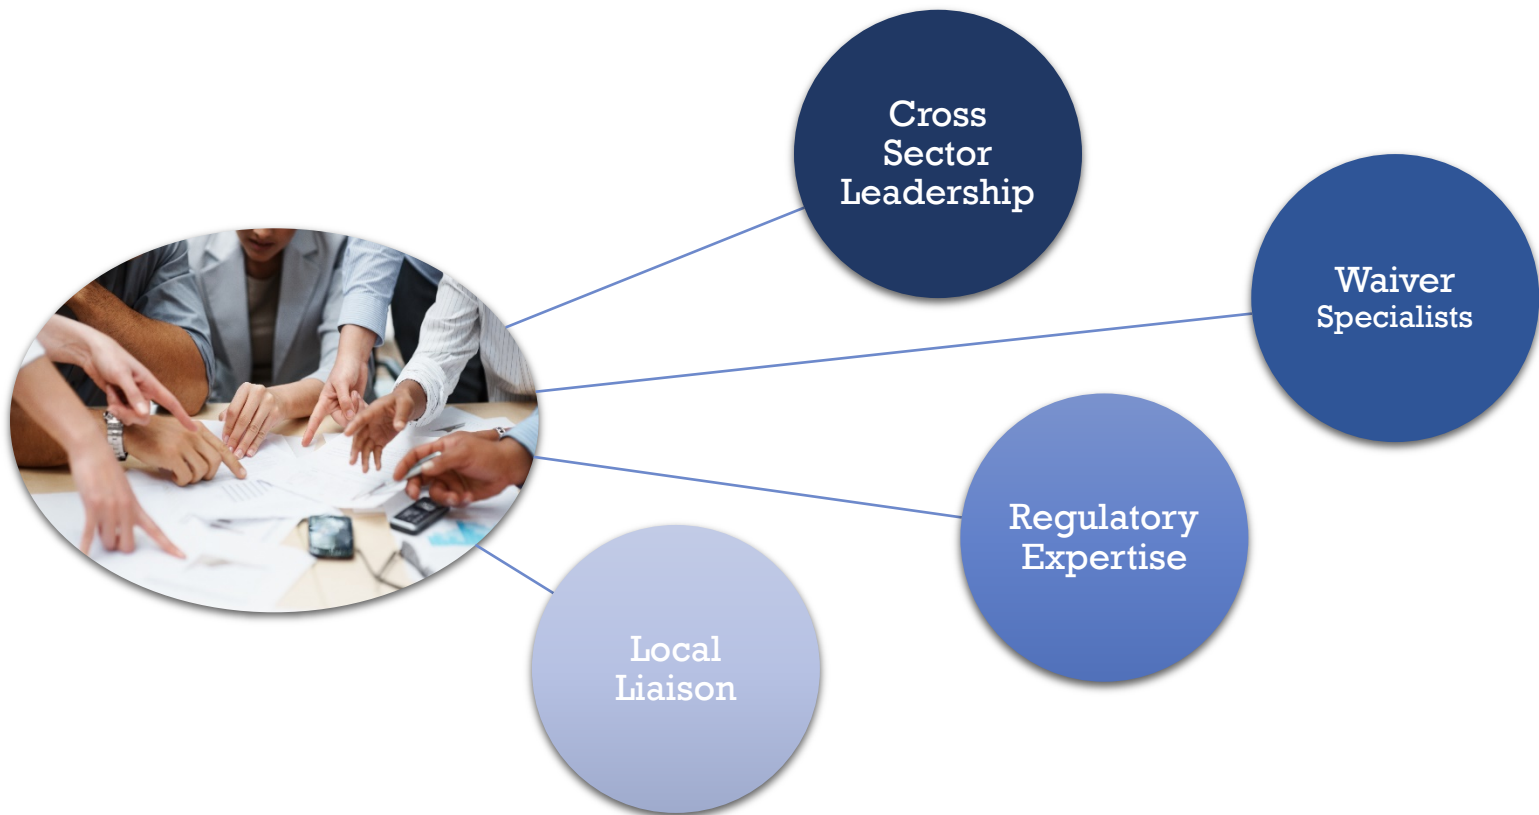 Cross
Sector
Leadership
Waiver
Specialists
Regulatory
Expertise
Local
Liaison